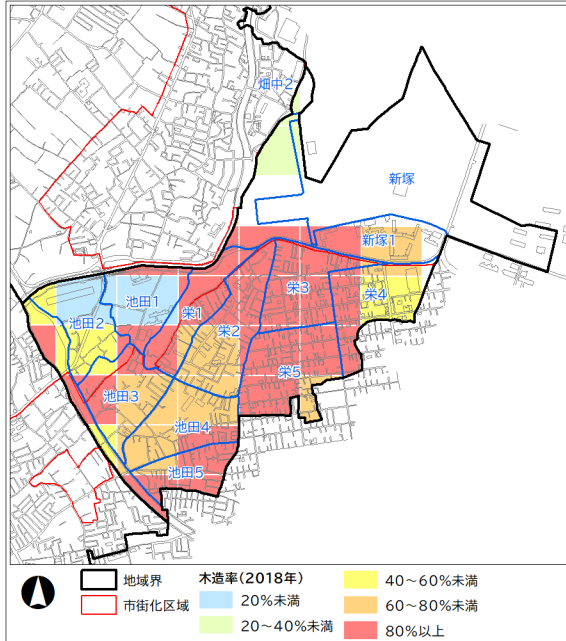 畑中2
新塚
新塚1
栄3
池田1
栄4
栄1
池田2
栄2
栄5
池田3
池田4
池田5
地域界
市街化区域
木造率(2018年)
20%未満
20～40%未満
40～60%未満
60～80%未満
80%以上